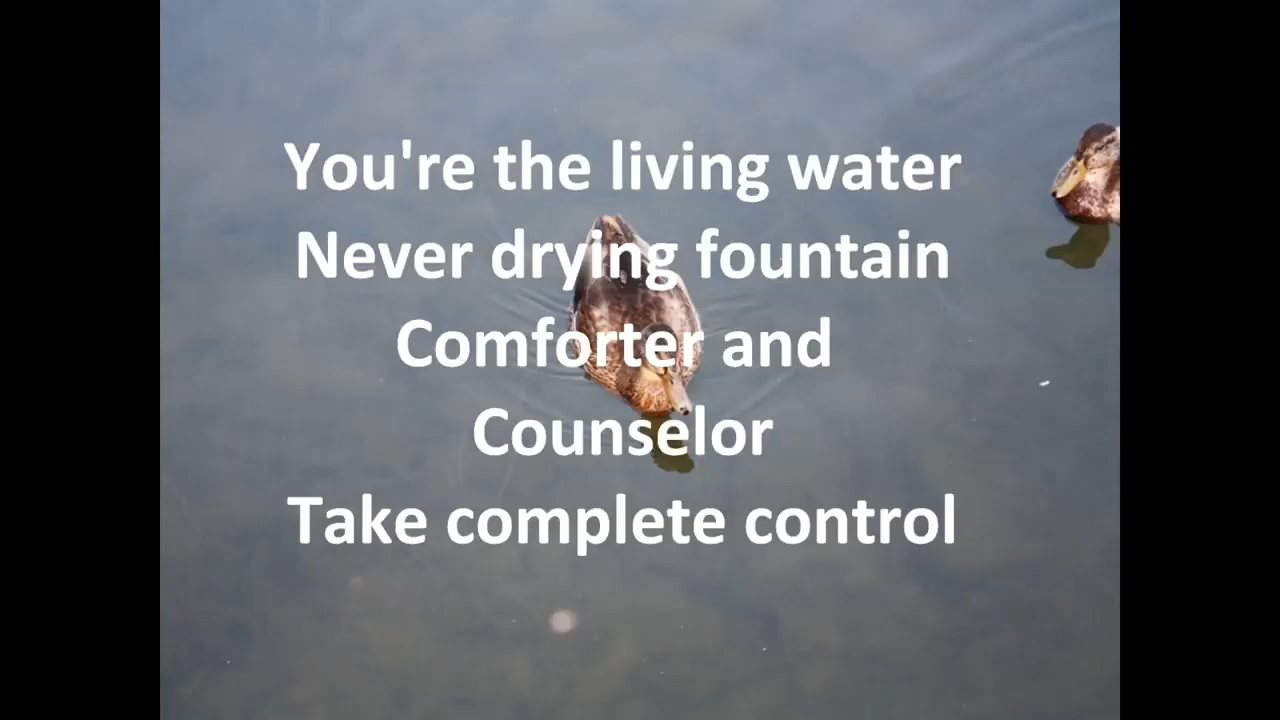 You're the living water
Never drying fountain
Comforter and
Counselor
Take complete control